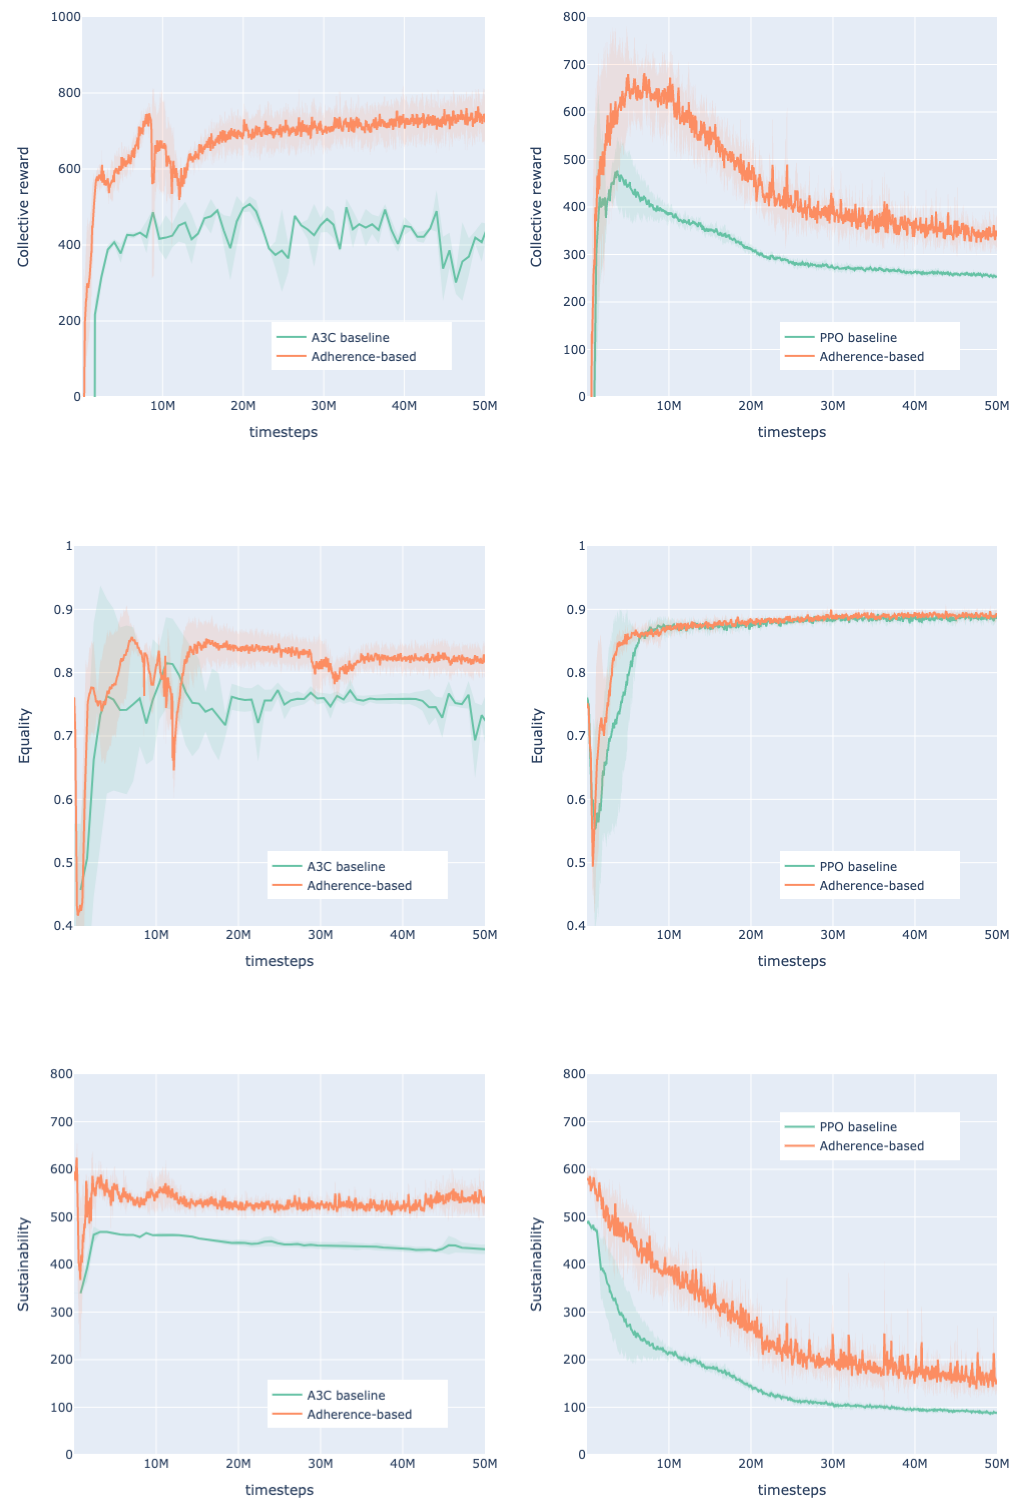 1000
800
600
400
200
0
Collective reward
10M 20M 30M 40M 50M
timesteps
A3C baseline
Adherence-based
800
700
600
500
400
300
200
100
0
Collective reward
10M 20M 30M 40M 50M
timesteps
PPO baseline
Adherence-based
1
0.9
0.8
0.7
0.6
0.5
0.4
Equality
10M 20M 30M 40M 50M
timesteps
A3C baseline
Adherence-based
1
0.9
0.8
0.7
0.6
0.5
0.4
Equality
10M 20M 30M 40M 50M
timesteps
PPO baseline
Adherence-based
800
700
600
500
400
300
200
100
0
Sustainability
10M 20M 30M 40M 50M
timesteps
A3C baseline
Adherence-based
800
700
600
500
400
300
200
100
0
Sustainability
10M 20M 30M 40M 50M
timesteps
PPO baseline
Adherence-based